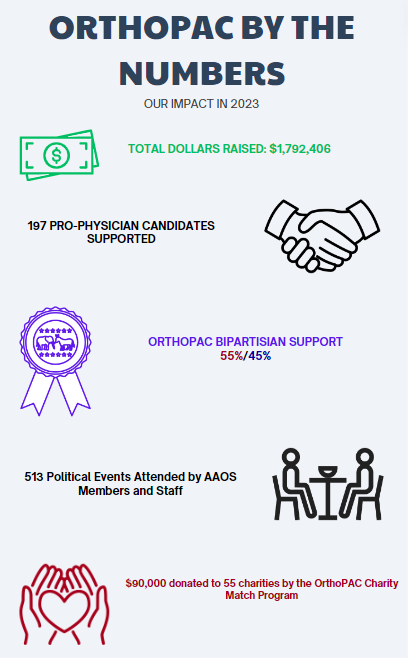 ORTHOPAC BY THE
NUMBERS
OUR IMPACT IN 2023
$
TOTAL DOLLARS RAISED: $1,792,406
197 PRO-PHYSICIAN CANDIDATES
SUPPORTED
ORTHOPAC BIPARTISIAN SUPPORT
55%/45%
513 Political Events Attended by AAOS
Members and Staff
$90,000 donated to 55 charities by the OrthoPAC Charity
Match Program